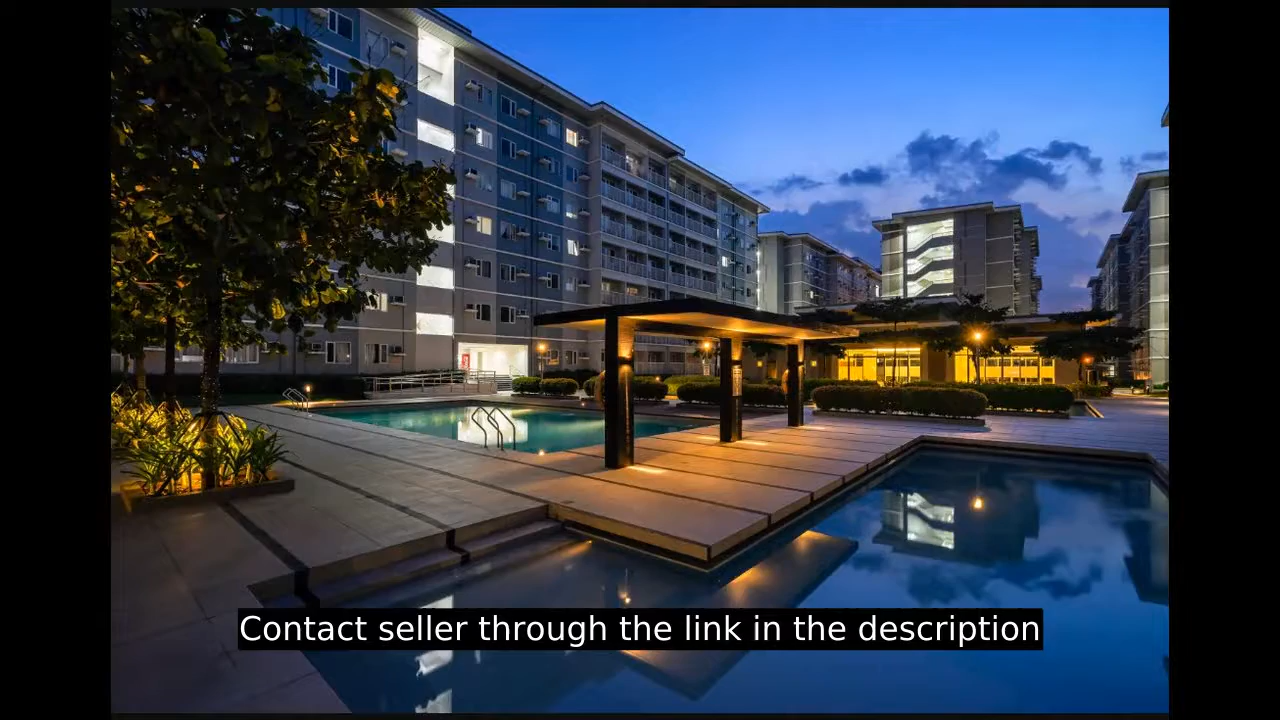 Contact seller through the link in the description